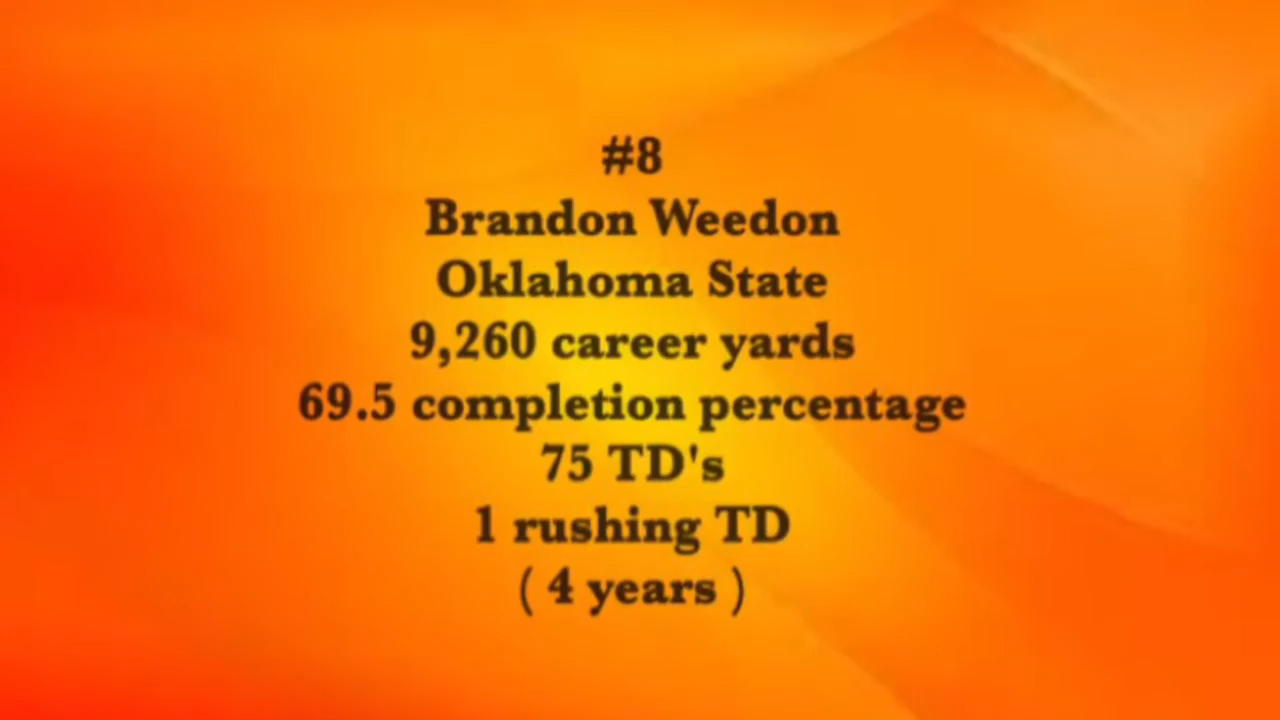 #8
Brandon Weedon
Oklahoma State
9,260 career yards
69.5 completion percentage
75 TD's
1 rushing TD
( 4 years )